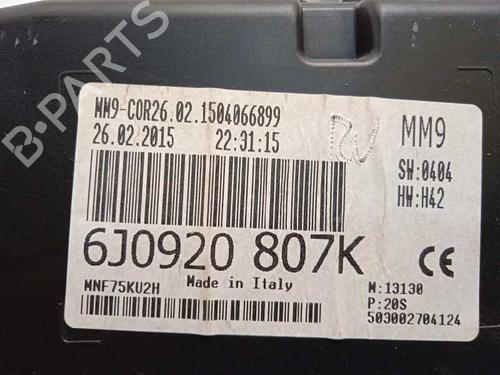 MM9-COR26.02.1504066899
26.02.2015 22:31:15
MM9
SW:0404
HW:H42
6J0920 807K
CE
MNF75KU2H Made in Italy
M:13130
P:20S
503002704124